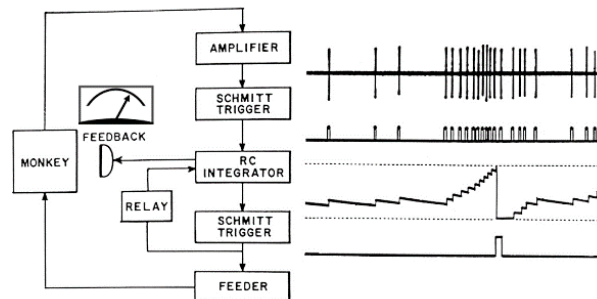 AMPLIFIER
SCHMITT
TRIGGER
FEEDBACK
MONKEY
RC
INTEGRATOR
RELAY
SCHMITT
TRIGGER
FEEDER